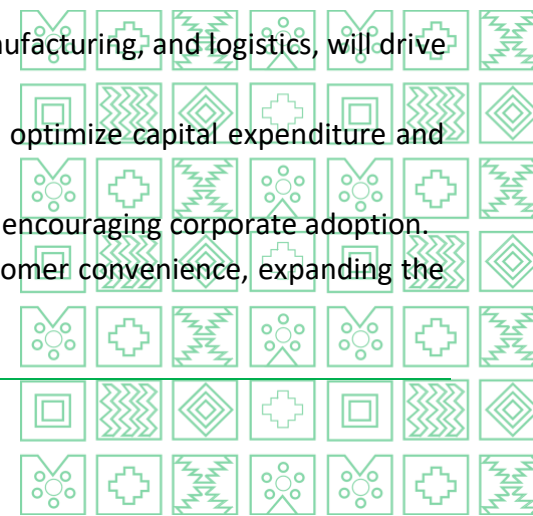 nufacturing, and logistics, will drive
optimize capital expenditure and
encouraging corporate adoption.
omer convenience, expanding the